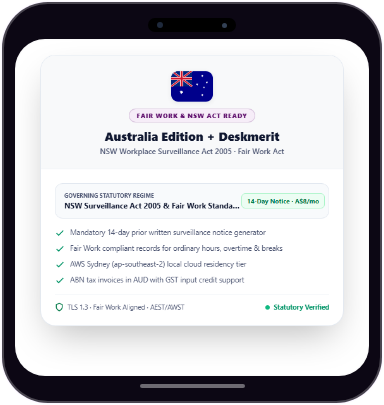 FAIR WORK & NSW ACT READY
Australia Edition + Deskmerit
NSW Workplace Surveillance Act 2005 · Fair Work Act
GOVERNING STATUTORY REGIME
NSW Surveillance Act 2005 & Fair Work Standa...
14-Day Notice · A$8/mo
Mandatory 14-day prior written surveillance notice generator
Fair Work compliant records for ordinary hours, overtime & breaks
AWS Sydney (ap-southeast-2) local cloud residency tier
ABN tax invoices in AUD with GST input credit support
TLS 1.3 · Fair Work Aligned · AEST/AWST
Statutory Verified